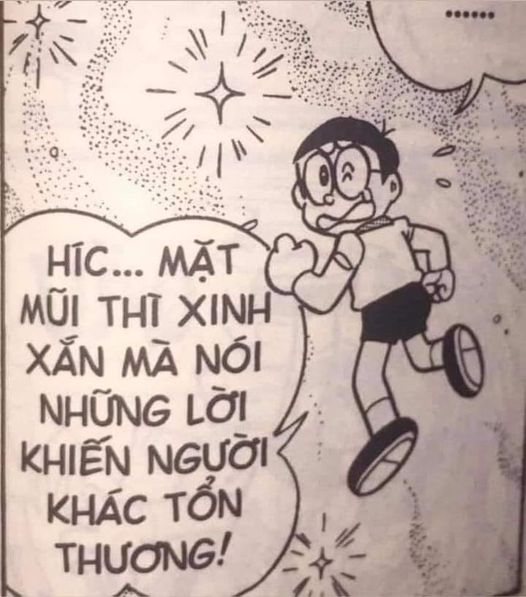 ......
HÍC... MẶT
MŨI THÌ XINH
XẮN MÀ NÓI
NHỮNG LỜI
KHIẾN NGƯỜI
KHÁC TỔN
THƯƠNG!